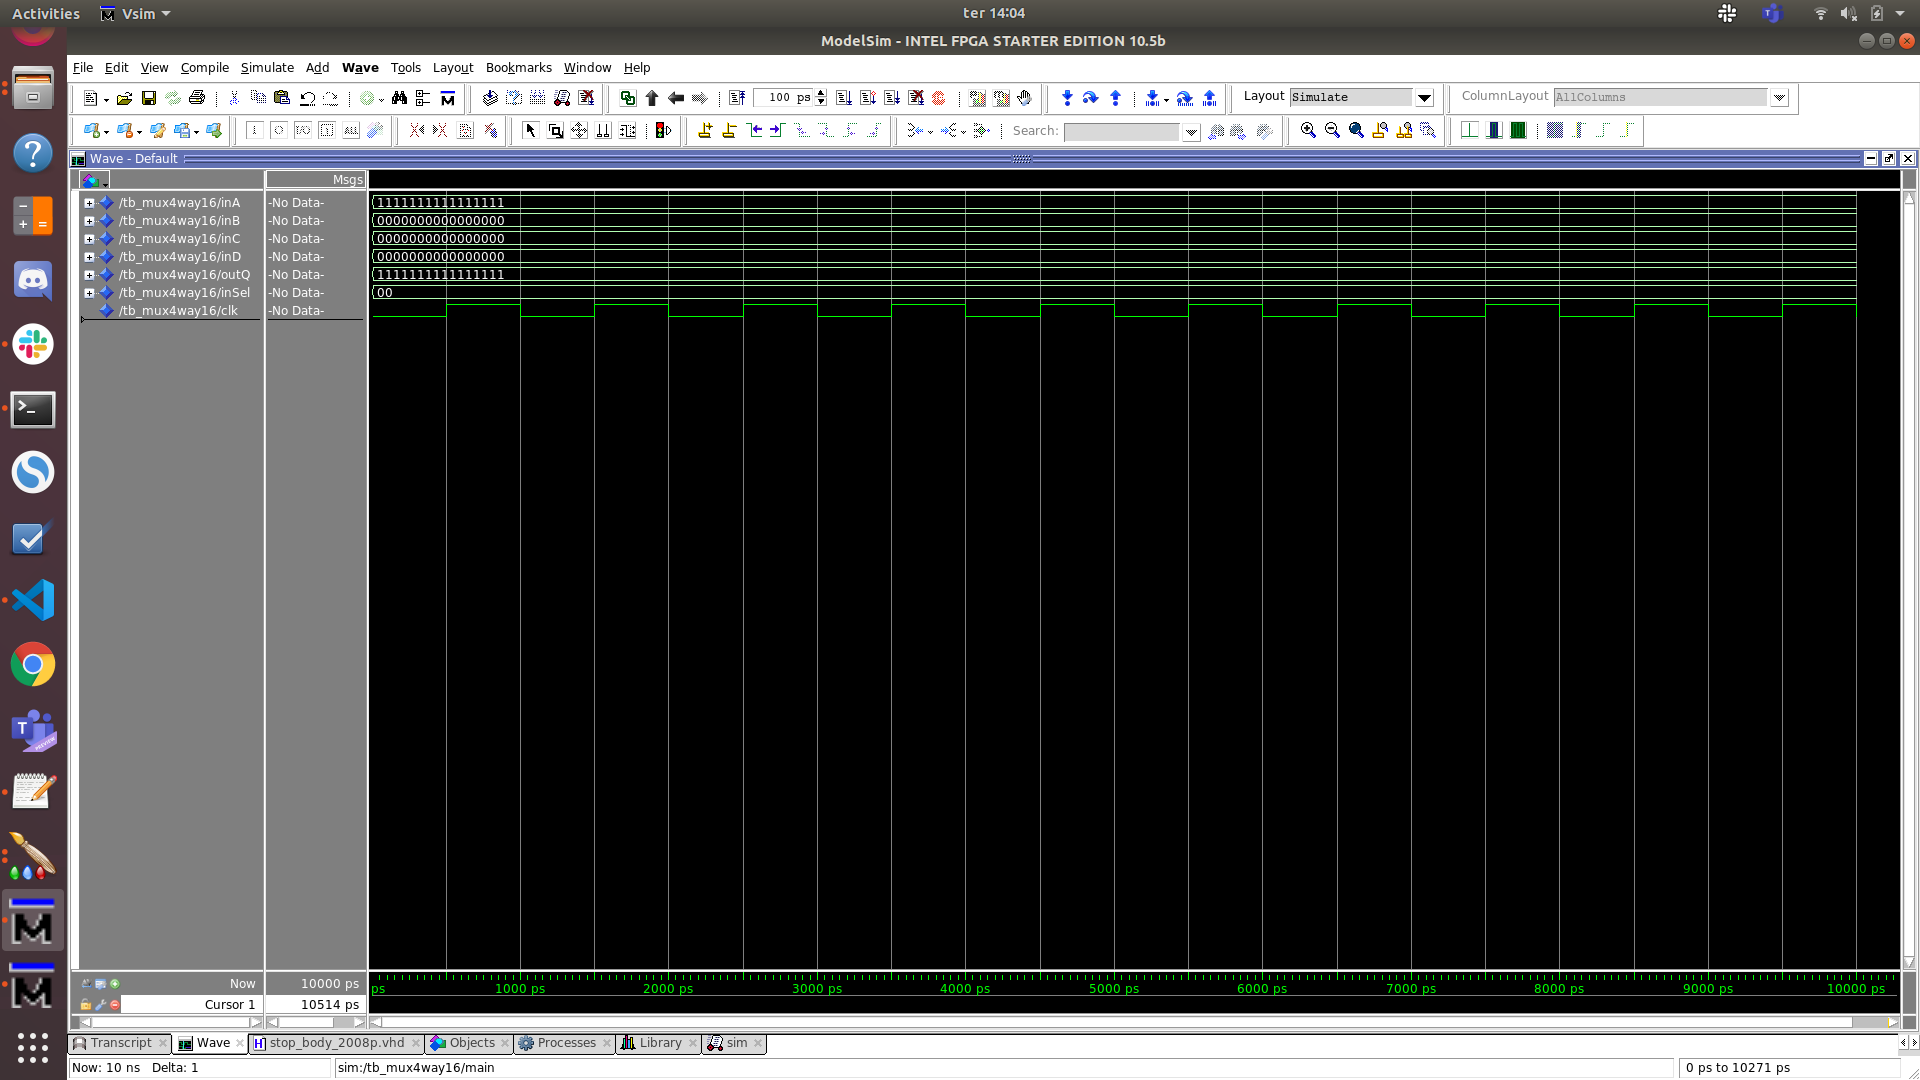 Activities Vsim ter 14:04
ModelSim - INTEL FPGA STARTER EDITION 10.5b
File Edit View Compile Simulate Add Wave Tools Layout Bookmarks Window Help
100 ps Layout Simulate ColumnLayout AllColumns
Search:
Wave - Default
Msgs
/tb_mux4way16/inA -No Data- 1111111111111111
/tb_mux4way16/inB -No Data- 0000000000000000
/tb_mux4way16/inC -No Data- 0000000000000000
/tb_mux4way16/inD -No Data- 0000000000000000
/tb_mux4way16/outQ -No Data- 1111111111111111
/tb_mux4way16/inSel -No Data- 00
/tb_mux4way16/clk -No Data-
Now 10000 ps ps 1000 ps 2000 ps 3000 ps 4000 ps 5000 ps 6000 ps 7000 ps 8000 ps 9000 ps 10000 ps
Cursor 1 10514 ps
Transcript Wave stop_body_2008p.vhd Objects Processes Library sim
Now: 10 ns Delta: 1 sim:/tb_mux4way16/main 0 ps to 10271 ps